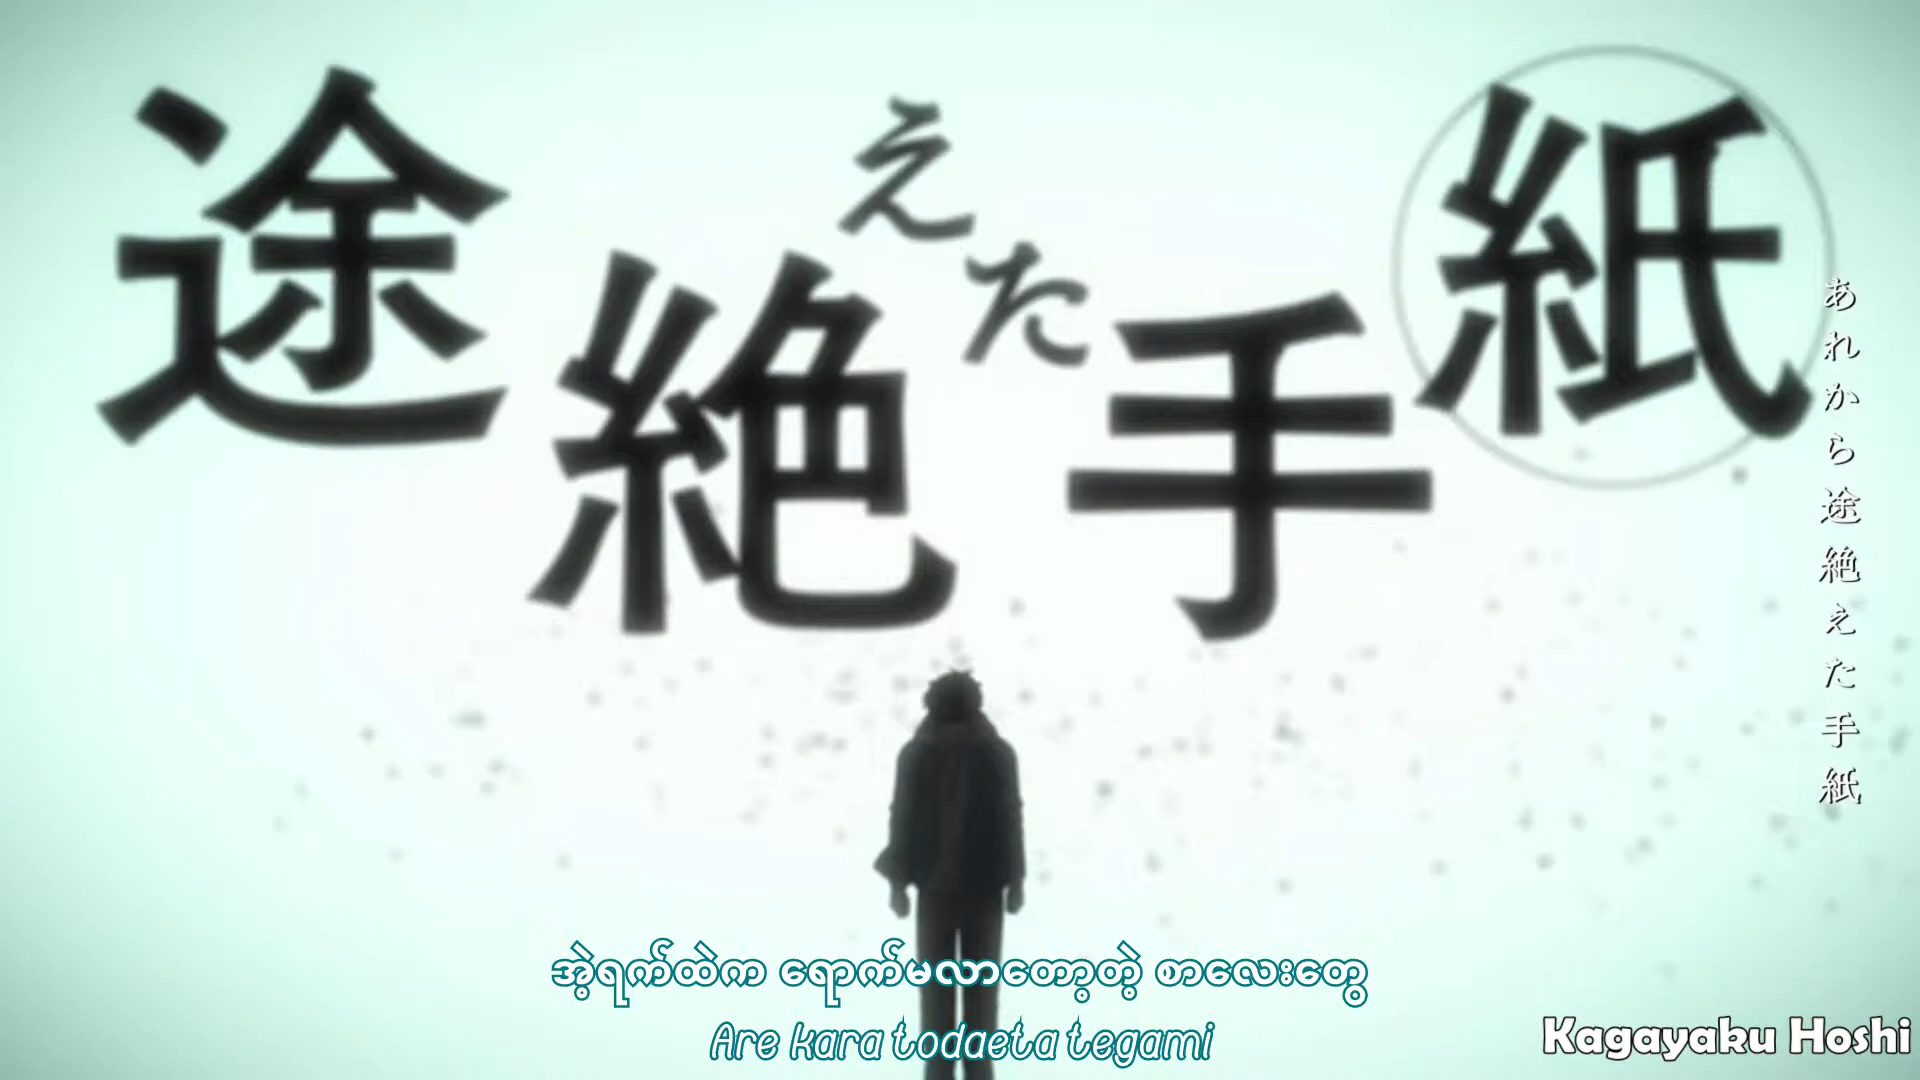 途絶えた手紙
あれから途絶えた手紙
အဲ့ရက်ထဲက ရောက်မလာတော့တဲ့ စာလေးတွေ
Are kara todaeta tegami
Kagayaku Hoshi